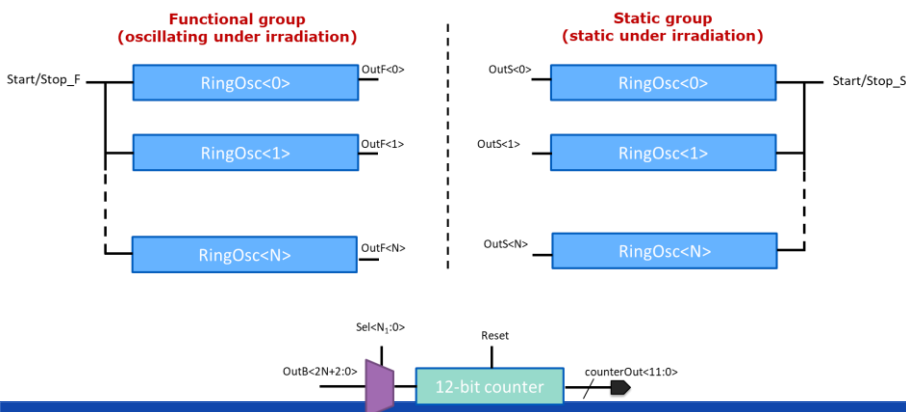 Functional group
(oscillating under irradiation)
Static group
(static under irradiation)
Start/Stop_F
RingOsc<0>
OutF<0>
OutS<0>
RingOsc<0>
Start/Stop_S
RingOsc<1>
OutF<1>
OutS<1>
RingOsc<1>
RingOsc<N>
OutF<N>
OutS<N>
RingOsc<N>
Sel<N₁:0>
Reset
OutB<2N+2:0>
12-bit counter
counterOut<11:0>